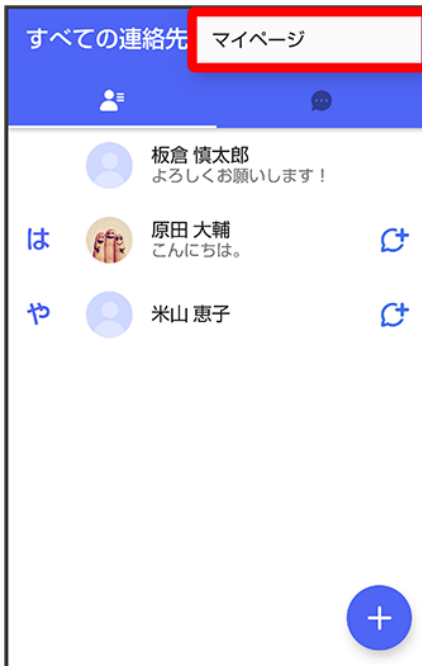 すべての連絡先
マイページ
板倉 慎太郎
よろしくお願いします！
は
原田 大輔
こんにちは。
や
米山 恵子